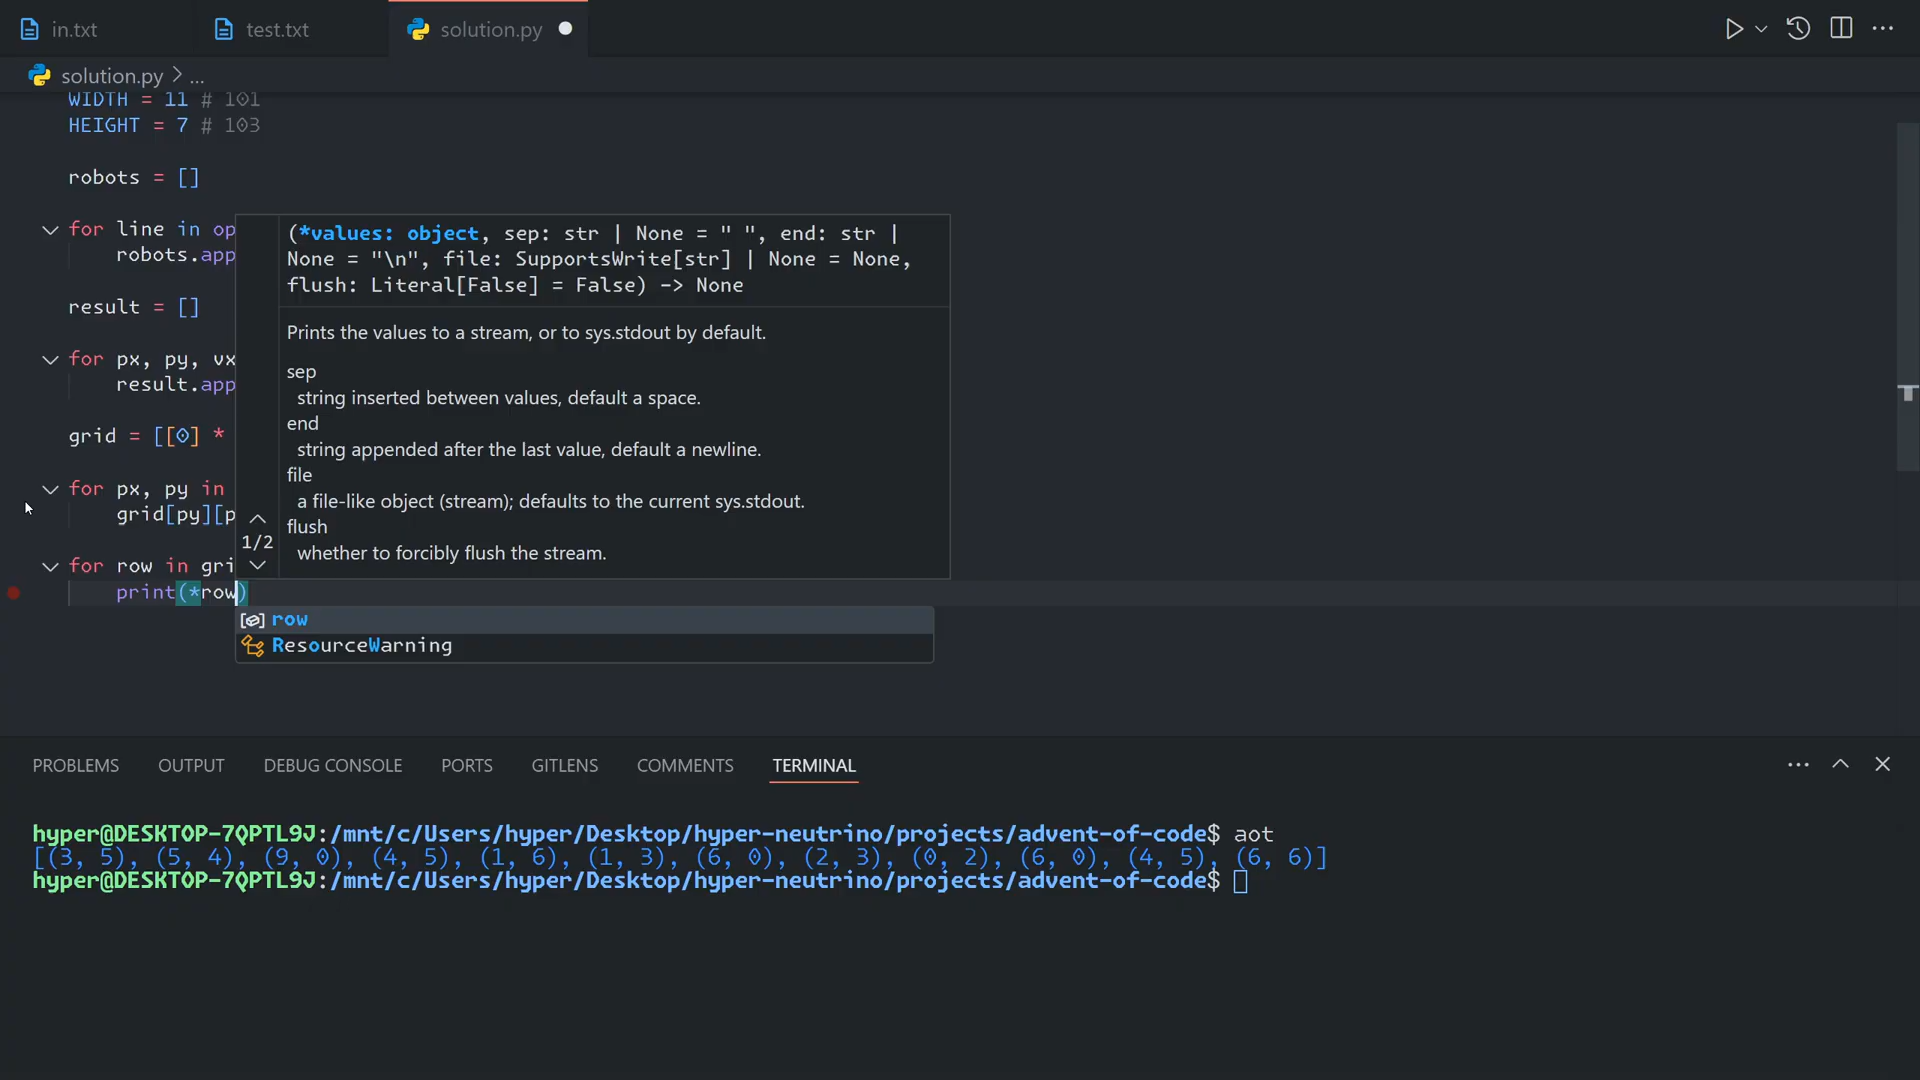 in.txt
test.txt
solution.py
solution.py > ...
WIDTH = 11 # 101
HEIGHT = 7 # 103
robots = []
for line in op
robots.app
result = []
for px, py, vx
result.app
grid = [[0] *
for px, py in
grid[py][p
for row in gri
print(*row)
(*values: object, sep: str | None = " ", end: str |
None = "\n", file: SupportsWrite[str] | None = None,
flush: Literal[False] = False) -> None
Prints the values to a stream, or to sys.stdout by default.
sep
string inserted between values, default a space.
end
string appended after the last value, default a newline.
file
a file-like object (stream); defaults to the current sys.stdout.
flush
whether to forcibly flush the stream.
1/2
row
ResourceWarning
PROBLEMS OUTPUT DEBUG CONSOLE PORTS GITLENS COMMENTS TERMINAL
hyper@DESKTOP-7QPTL9J:/mnt/c/Users/hyper/Desktop/hyper-neutrino/projects/advent-of-code$ aot
[(3, 5), (5, 4), (9, 0), (4, 5), (1, 6), (1, 3), (6, 0), (2, 3), (0, 2), (6, 0), (4, 5), (6, 6)]
hyper@DESKTOP-7QPTL9J:/mnt/c/Users/hyper/Desktop/hyper-neutrino/projects/advent-of-code$